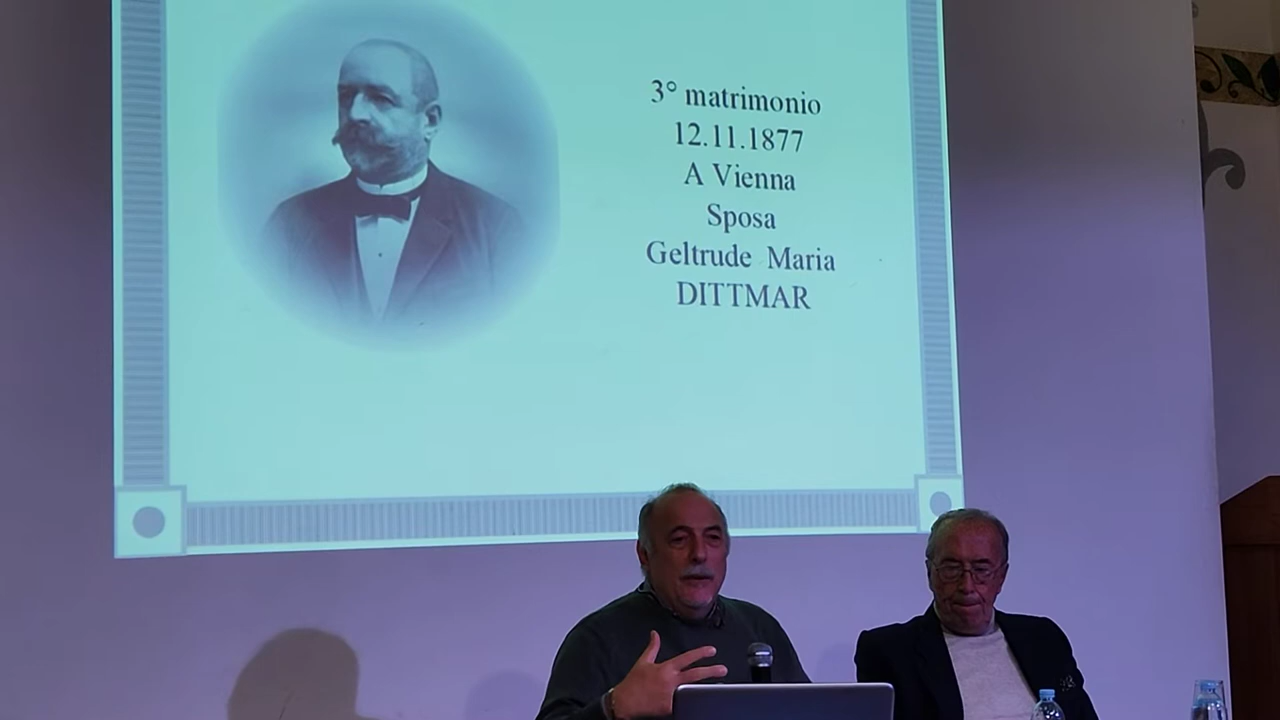 3° matrimonio
12.11.1877
A Vienna
Sposa
Geltrude Maria
DITTMAR